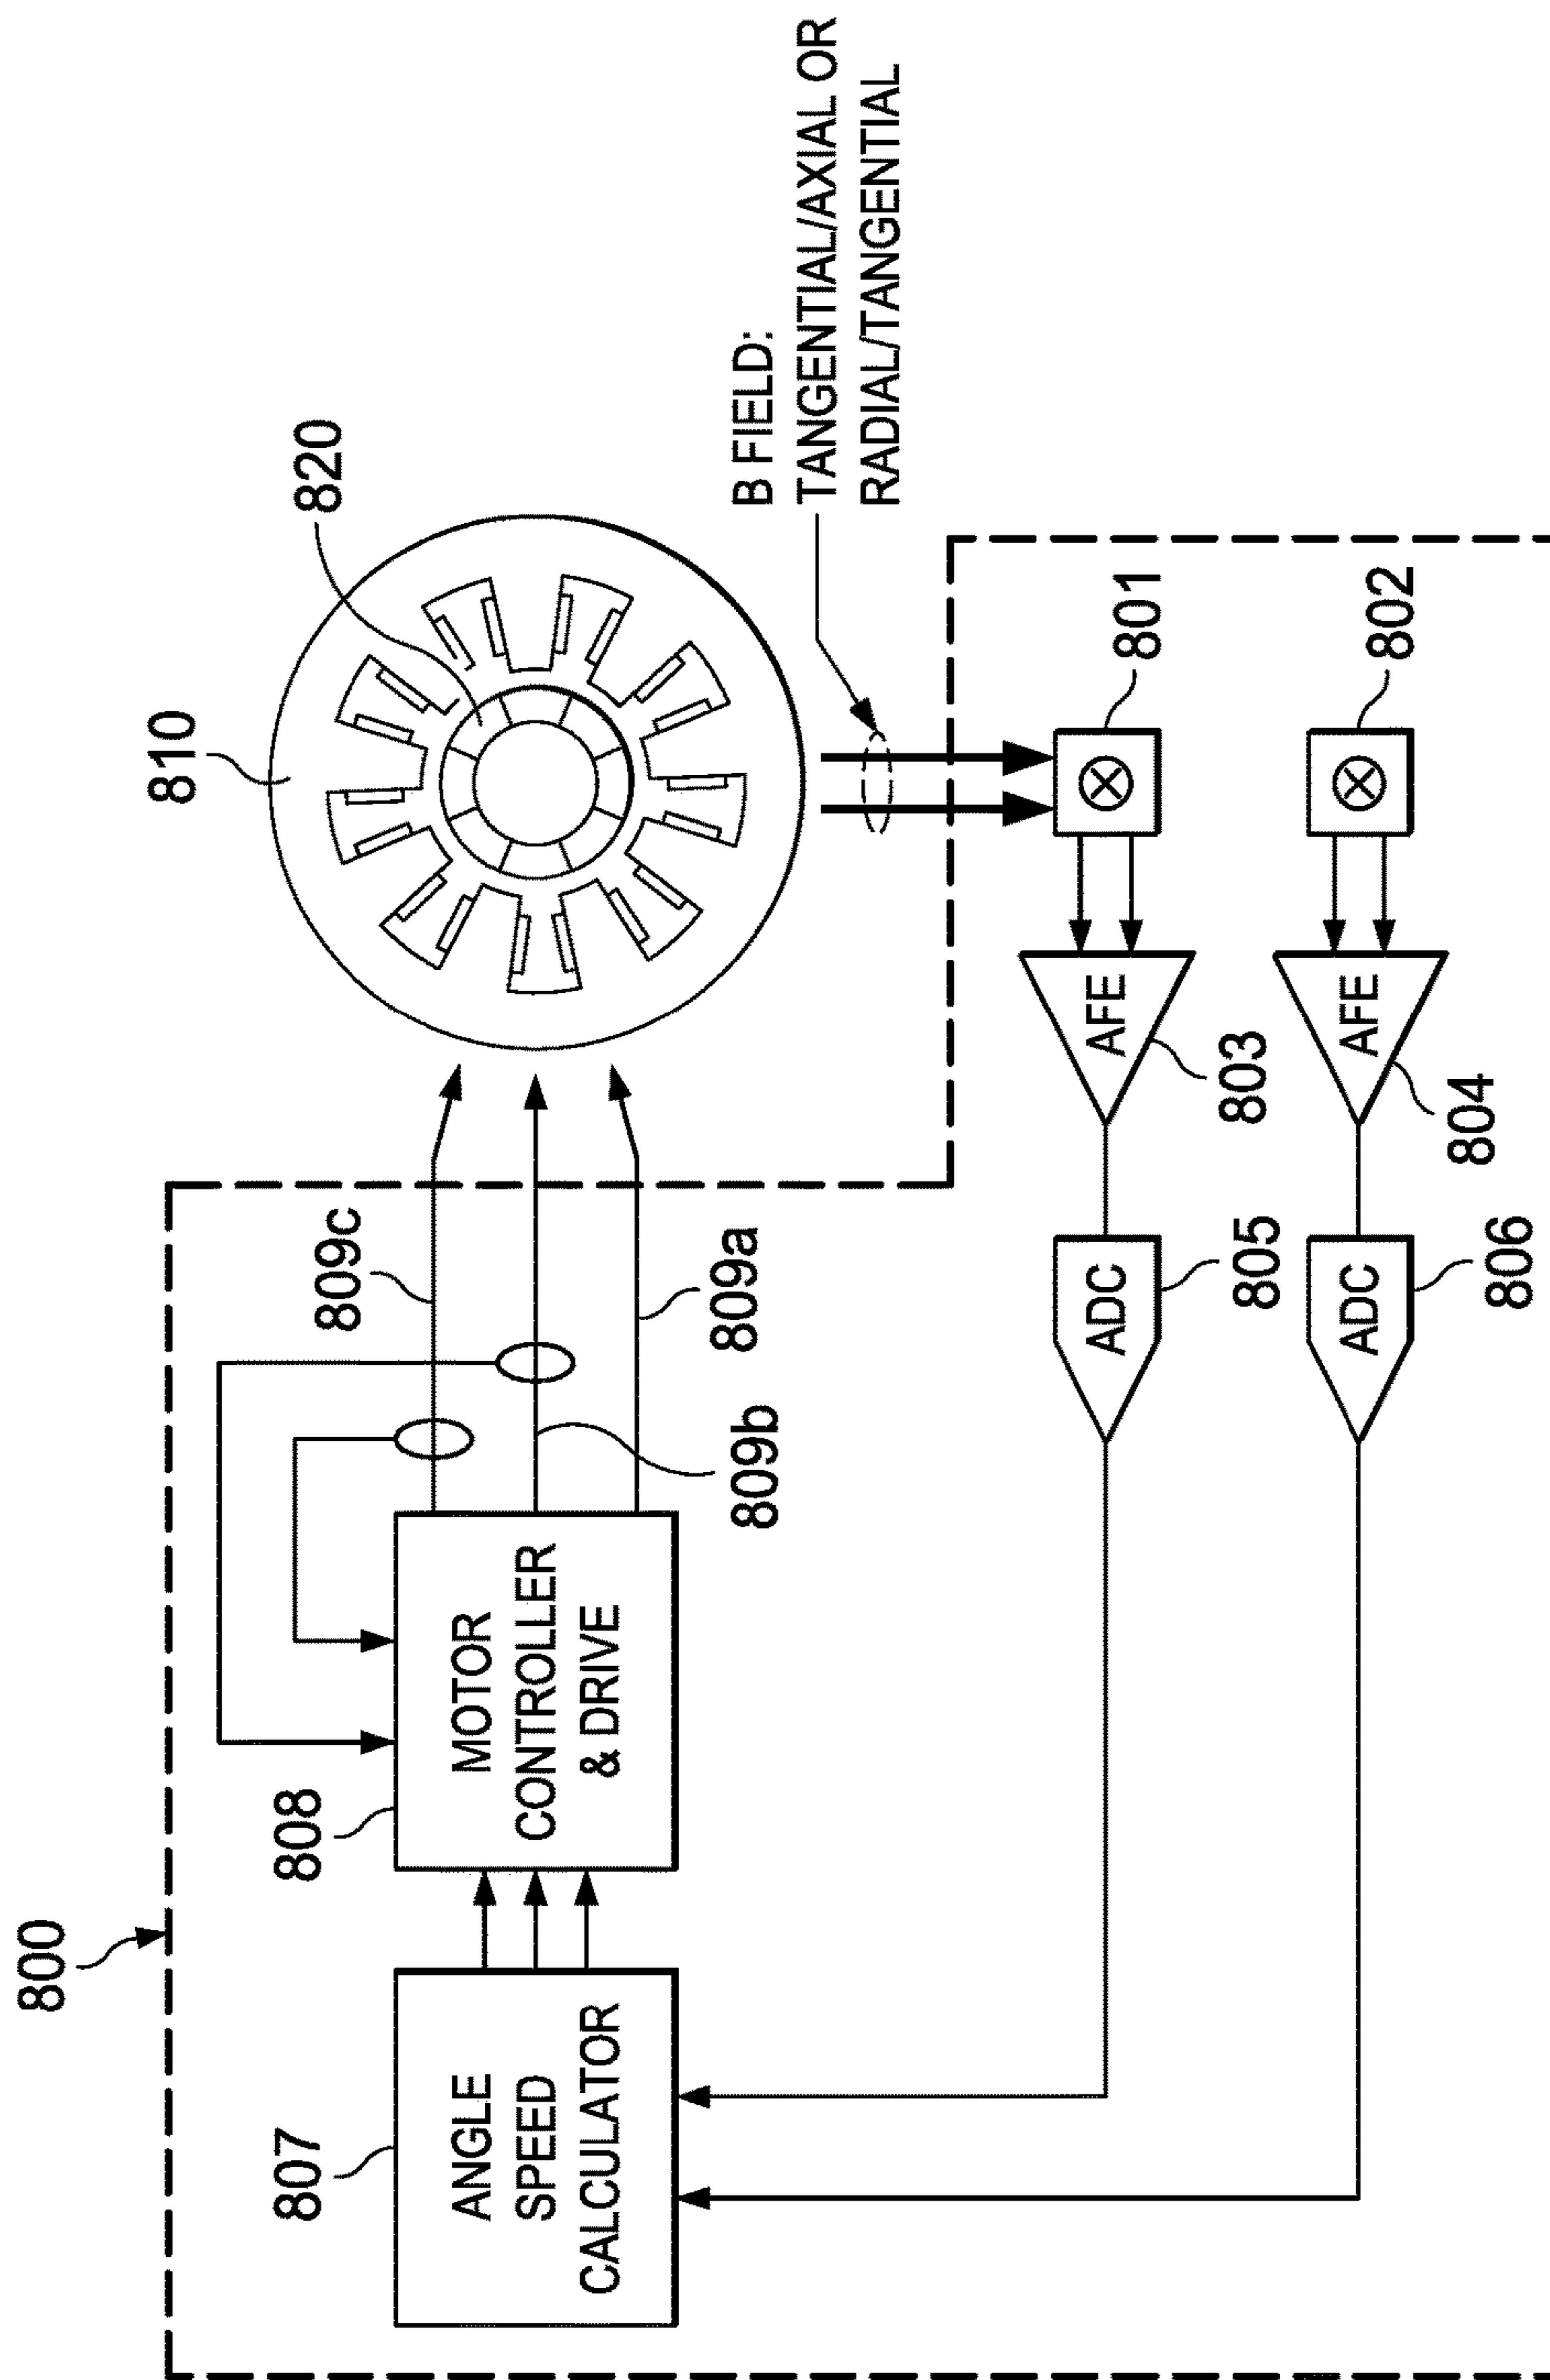 800
807
ANGLE
SPEED
CALCULATOR
808
MOTOR
CONTROLLER
& DRIVE
809c
809b
809a
810
820
B FIELD:
TANGENTIAL/AXIAL OR
RADIAL/TANGENTIAL
801
AFE
803
ADC
805
802
AFE
804
ADC
806